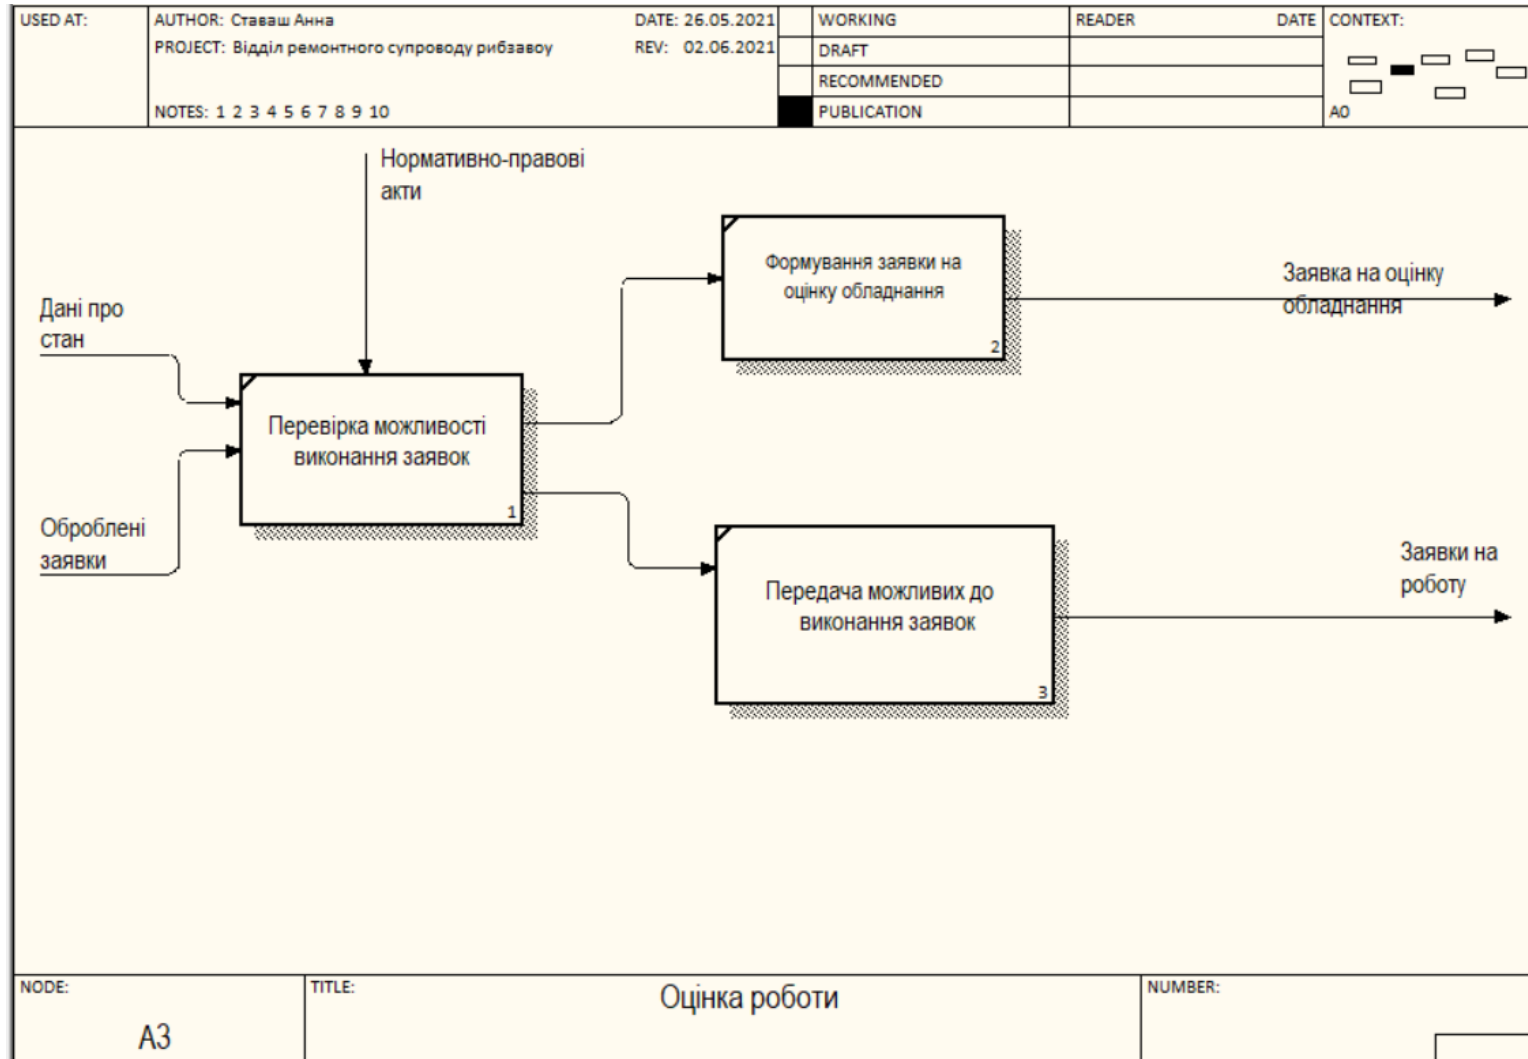 USED AT:
AUTHOR: Ставаш Анна
DATE: 26.05.2021
PROJECT: Відділ ремонтного супроводу рибзавоу
REV: 02.06.2021
NOTES: 1 2 3 4 5 6 7 8 9 10
WORKING
DRAFT
RECOMMENDED
PUBLICATION
READER
DATE
CONTEXT:
A0
Нормативно-правові
акти
Формування заявки на
оцінку обладнання
2
Заявка на оцінку
обладнання
Дані про
стан
Перевірка можливості
виконання заявок
1
Оброблені
заявки
Передача можливих до
виконання заявок
3
Заявки на
роботу
NODE:
A3
TITLE:
Оцінка роботи
NUMBER: